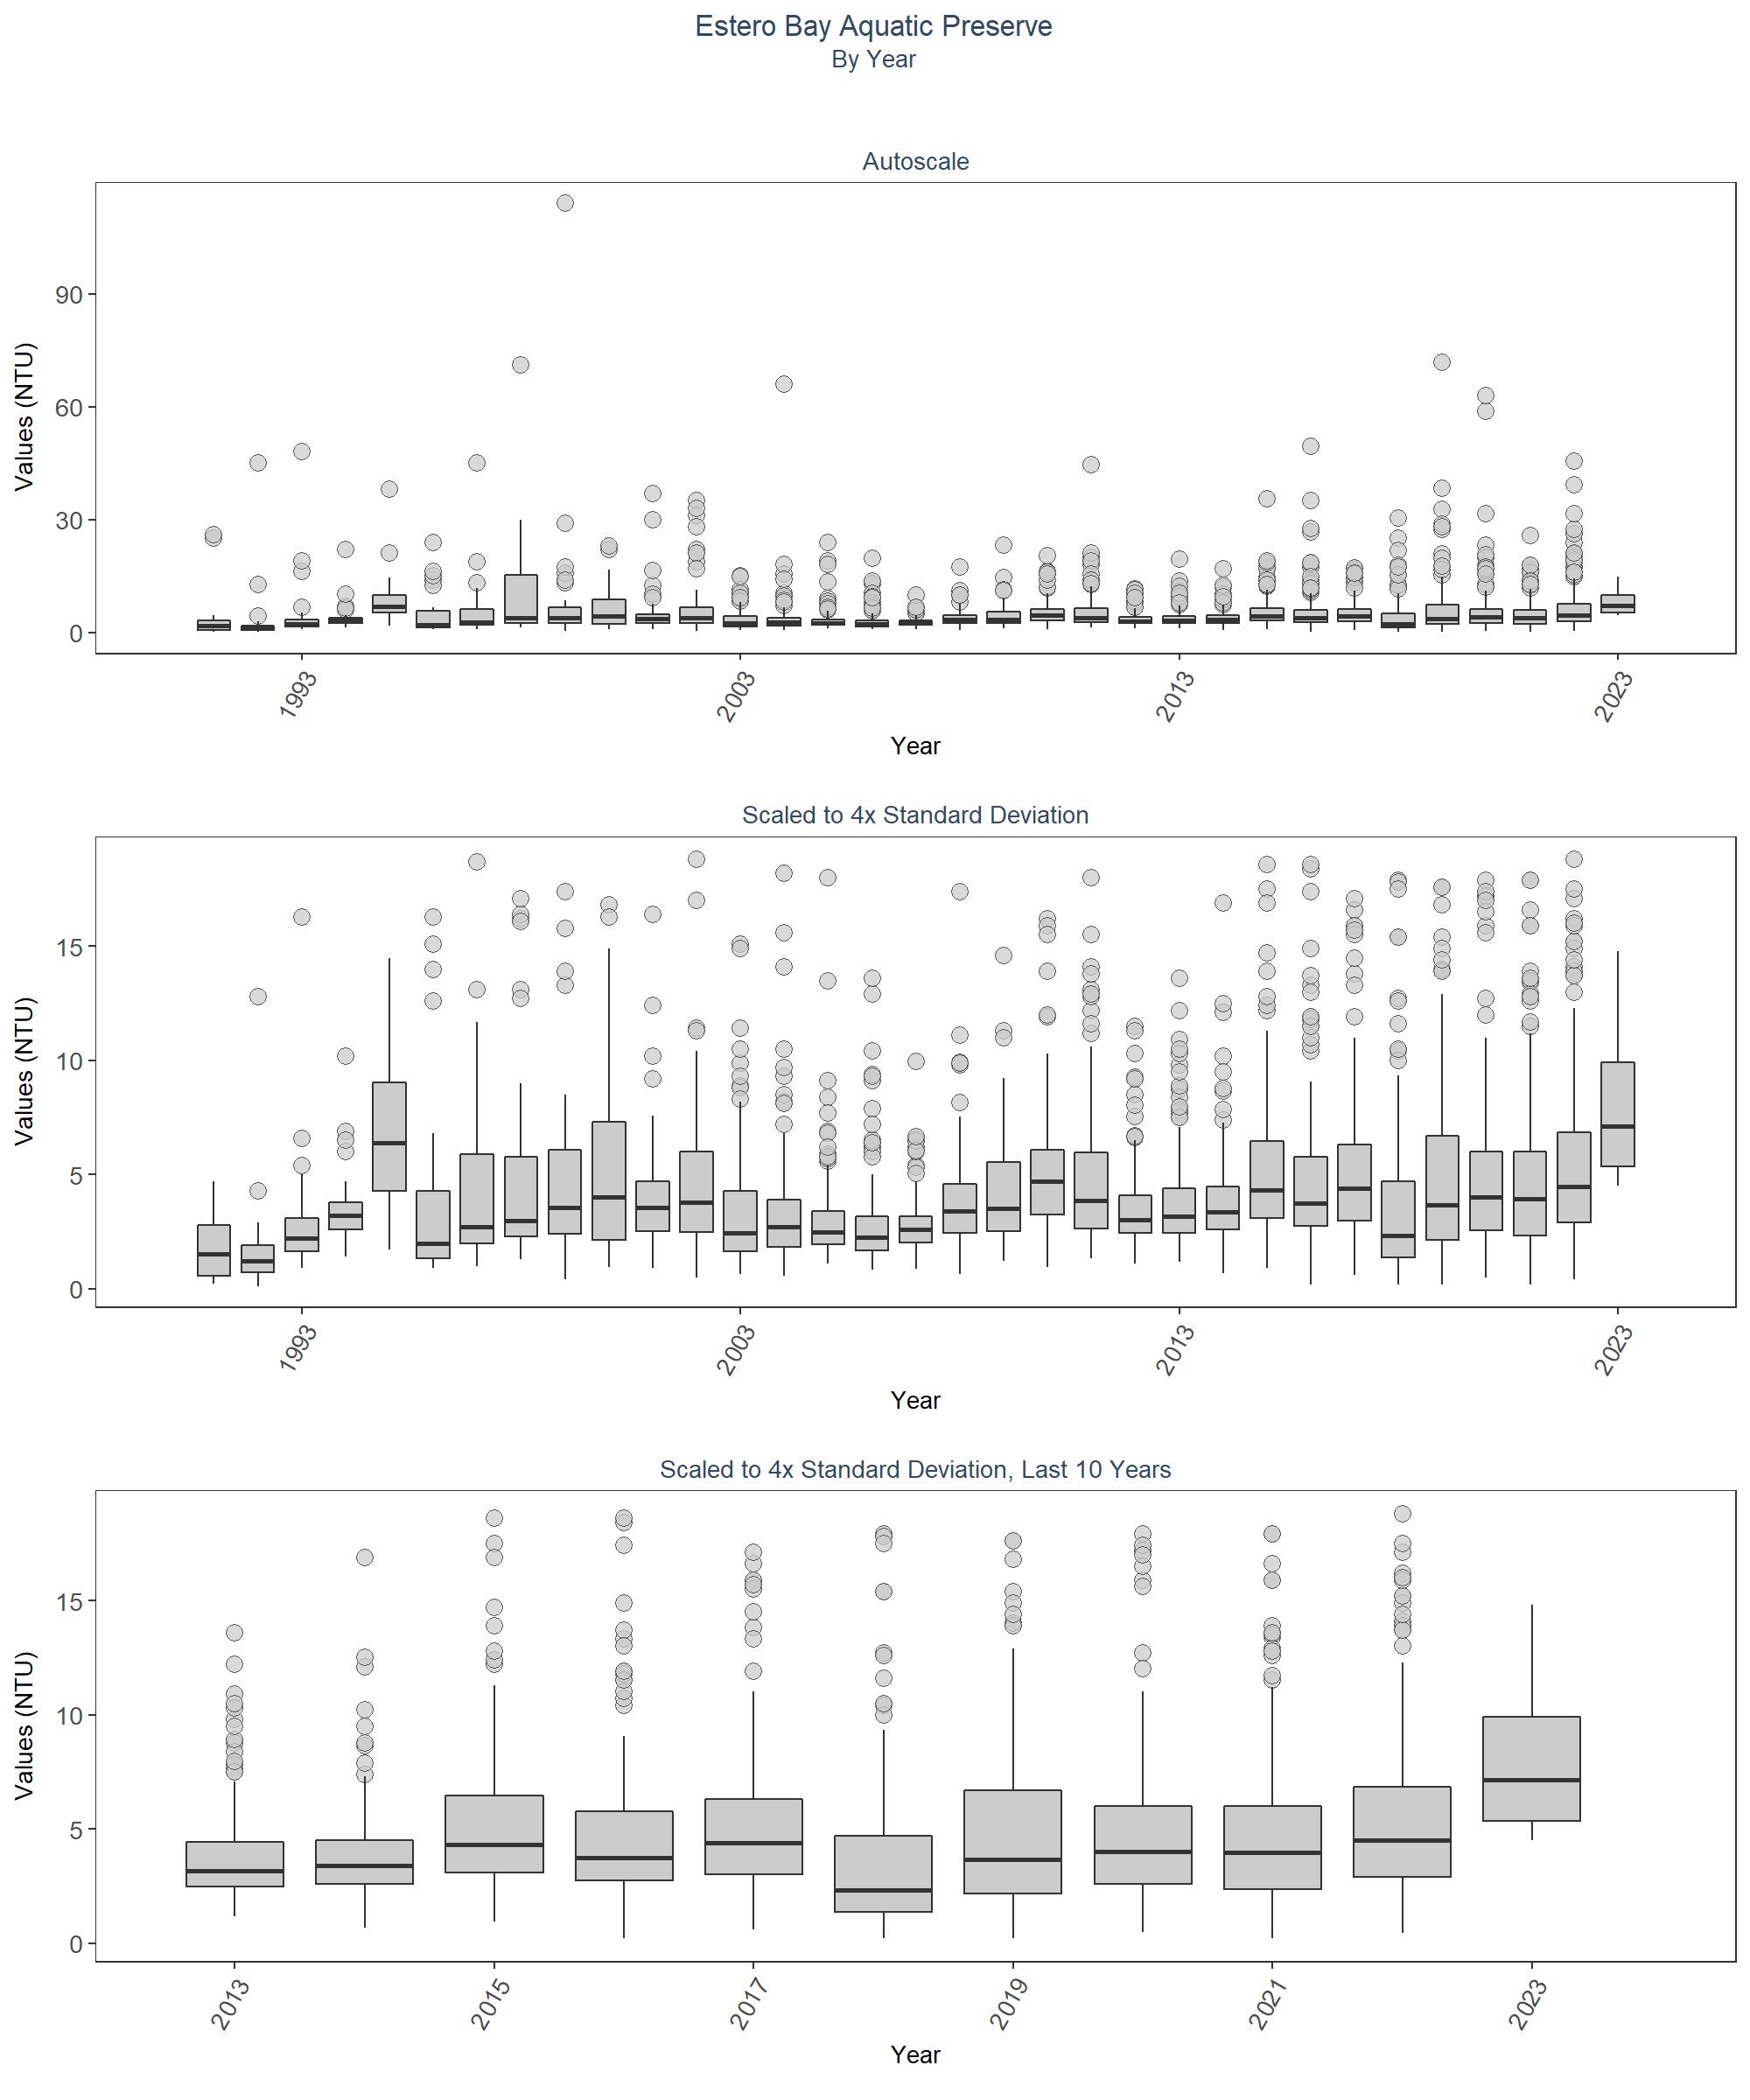 Estero Bay Aquatic Preserve
By Year
Autoscale
Values (NTU)
90
60
30
0
1993
2003
2013
2023
Year
Scaled to 4x Standard Deviation
Values (NTU)
15
10
5
0
1993
2003
2013
2023
Year
Scaled to 4x Standard Deviation, Last 10 Years
Values (NTU)
15
10
5
0
2013
2015
2017
2019
2021
2023
Year